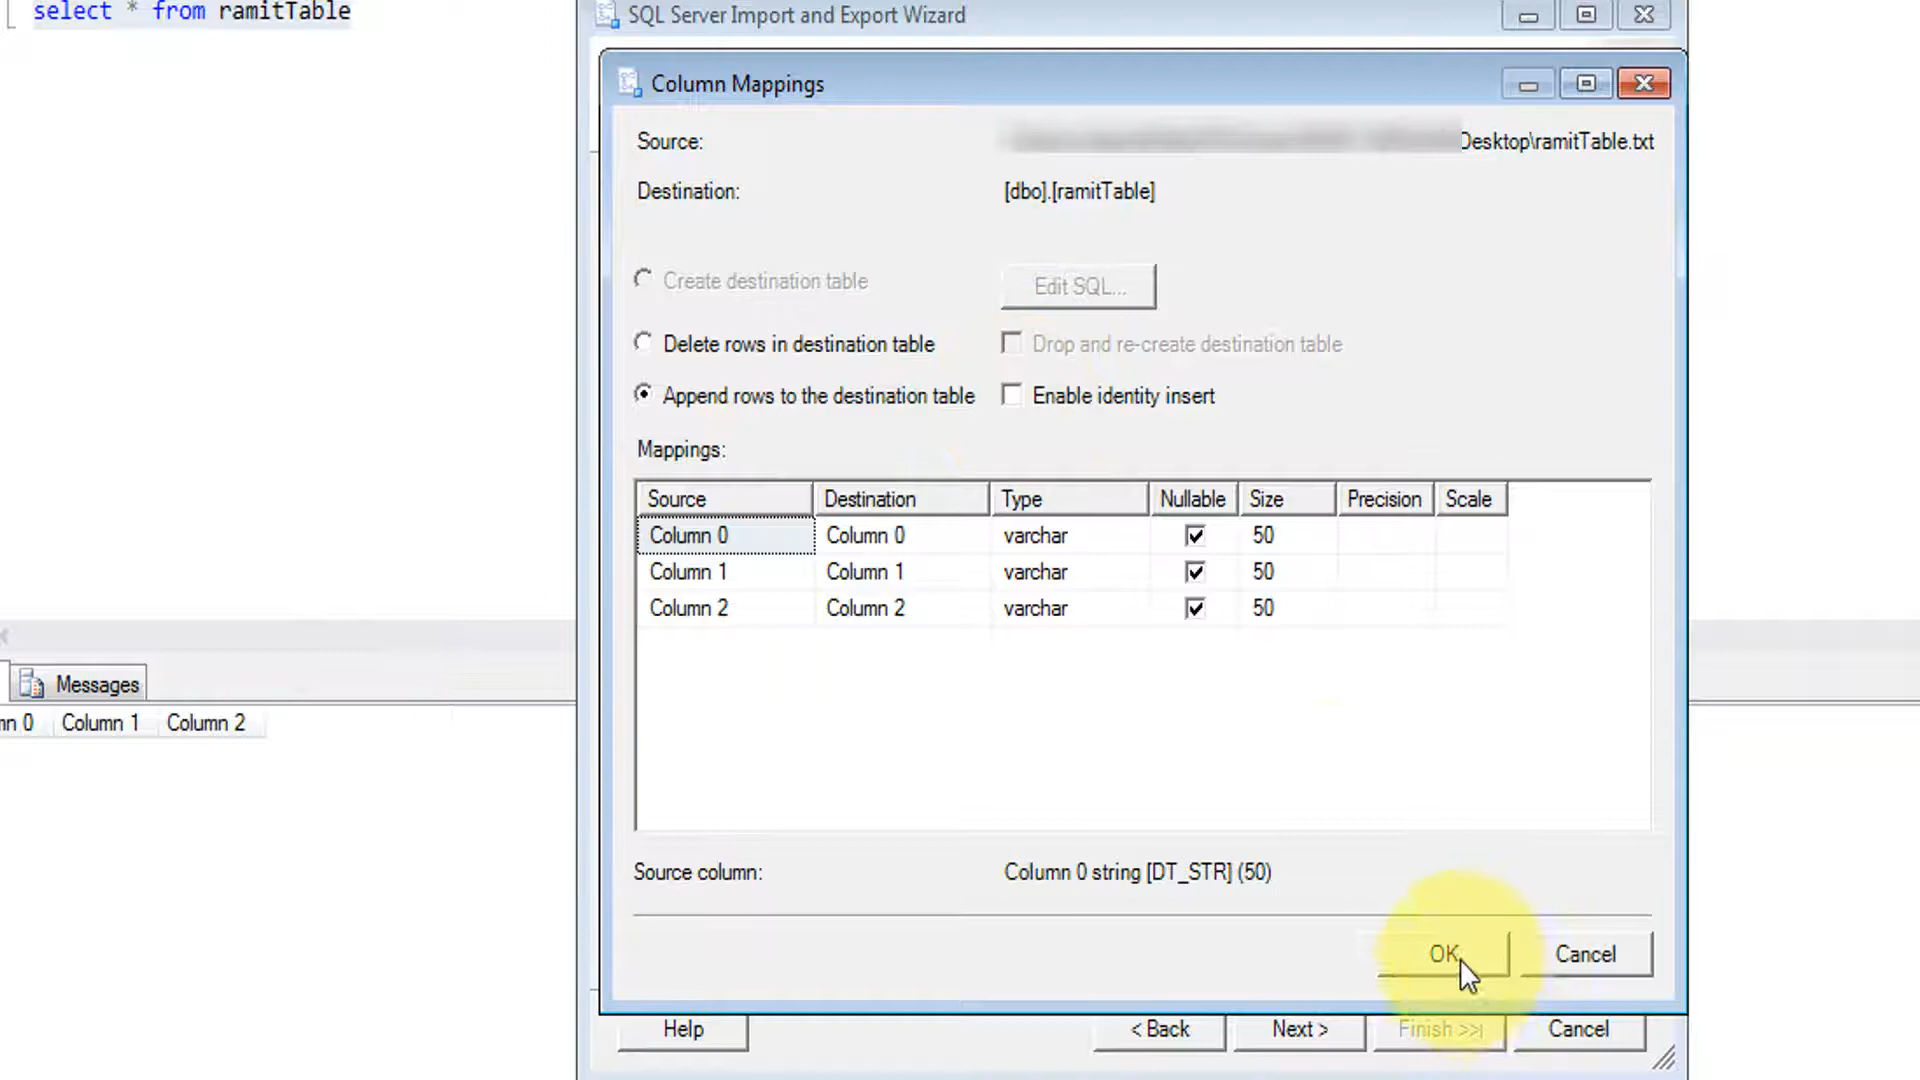 select * from ramitTable
SQL Server Import and Export Wizard
Column Mappings
Source:
Desktop\ramitTable.txt
Destination:
[dbo].[ramitTable]
Create destination table
Edit SQL...
Delete rows in destination table
Drop and re-create destination table
Append rows to the destination table
Enable identity insert
Mappings:
Source Destination Type Nullable Size Precision Scale
Column 0 Column 0 varchar 50
Column 1 Column 1 varchar 50
Column 2 Column 2 varchar 50
Messages
mn 0 Column 1 Column 2
Source column:
Column 0 string [DT_STR] (50)
OK
Cancel
Help
< Back
Next >
Finish >>|
Cancel